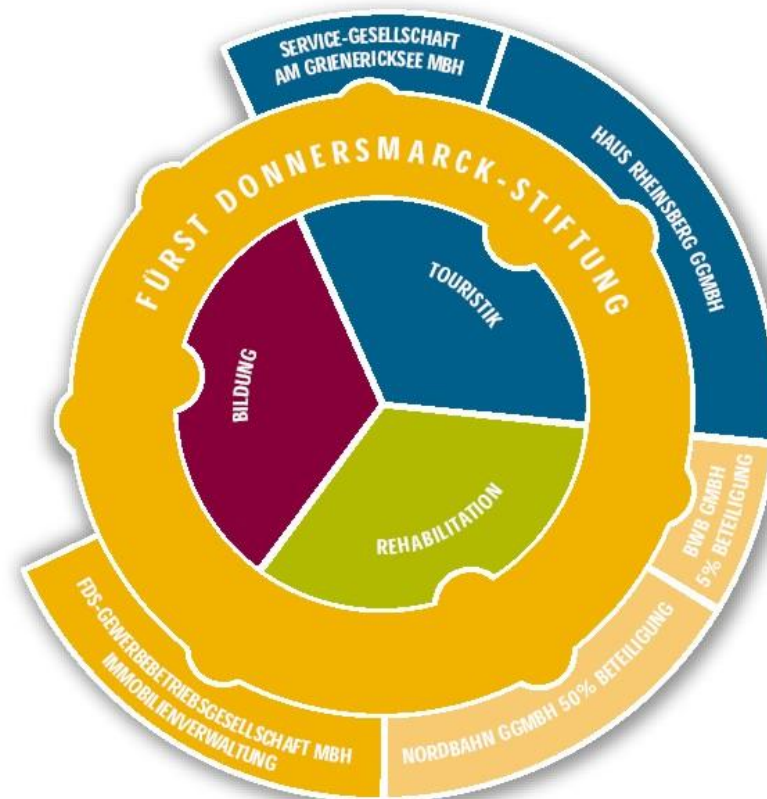 SERVICE-GESELLSCHAFT
AM GRIENERICKSEE MBH
HAUS RHEINSBERG GGMBH
FÜRST DONNERSMARCK-STIFTUNG
TOURISTIK
BILDUNG
REHABILITATION
BWB GMBH
5% BETEILIGUNG
NORDBAHN GGMBH 50% BETEILIGUNG
FDS-GEWERBEBETRIEBSGESELLSCHAFT MBH
IMMOBILIENVERWALTUNG